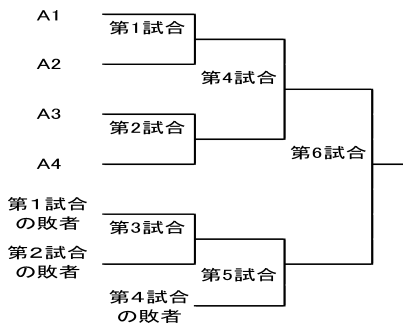 A1
第1試合
A2
第4試合
A3
第2試合
第6試合
A4
第1試合
の敗者
第3試合
第2試合
の敗者
第5試合
第4試合
の敗者